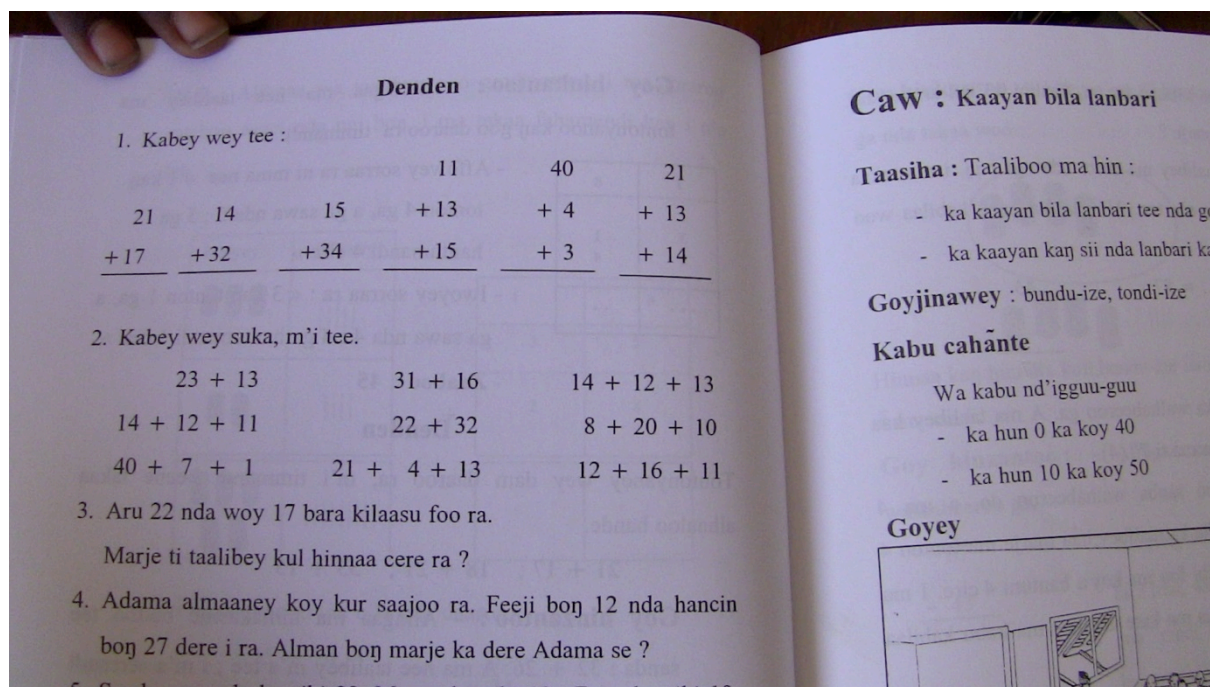 Denden
1. Kabey wey tee :
11 40 21
21 14 15 +13 + 4 + 13
+17 +32 +34 +15 + 3 + 14
2. Kabey wey suka, m'i tee.
23 + 13 31 + 16 14 + 12 + 13
14 + 12 + 11 22 + 32 8 + 20 + 10
40 + 7 + 1 21 + 4 + 13 12 + 16 + 11
3. Aru 22 nda woy 17 bara kilaasu foo ra.
Marje ti taalibey kul hinnaa cere ra ?
4. Adama almaaney koy kur saajoo ra. Feeji boŋ 12 nda hancin
boŋ 27 dere i ra. Alman boŋ marje ka dere Adama se ?
Caw : Kaayan bila lanbari
Taasiha : Taaliboo ma hin :
- ka kaayan bila lanbari tee nda
- ka kaayan kaŋ sii nda lanbari
Goyjinawey : bundu-ize, tondi-ize
Kabu cahãnte
Wa kabu nd'igguu-guu
- ka hun 0 ka koy 40
- ka hun 10 ka koy 50
Goyey